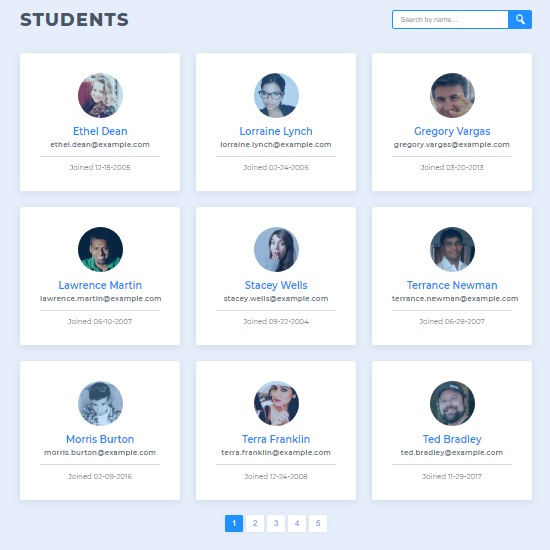 STUDENTS
Search by name...
Ethel Dean
ethel.dean@example.com
Joined 12-15-2005
Lorraine Lynch
lorraine.lynch@example.com
Joined 02-24-2006
Gregory Vargas
gregory.vargas@example.com
Joined 03-20-2013
Lawrence Martin
lawrence.martin@example.com
Joined 06-10-2007
Stacey Wells
stacey.wells@example.com
Joined 09-22-2004
Terrance Newman
terrance.newman@example.com
Joined 06-28-2007
Morris Burton
morris.burton@example.com
Joined 02-09-2016
Terra Franklin
terra.franklin@example.com
Joined 12-24-2008
Ted Bradley
ted.bradley@example.com
Joined 11-29-2017
1 2 3 4 5